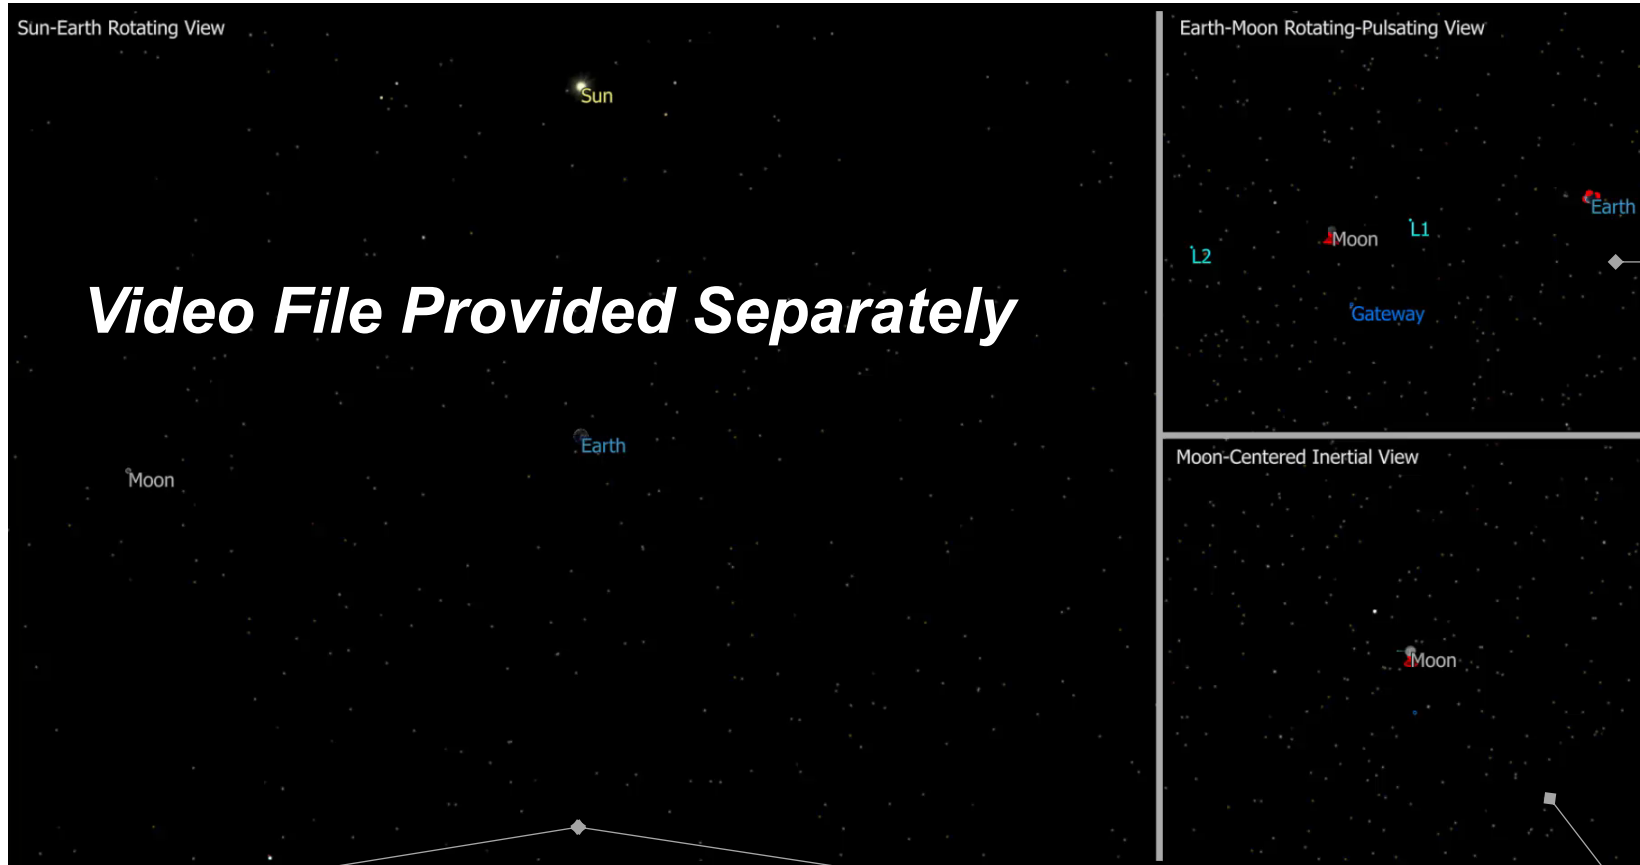 Sun-Earth Rotating View
Sun
Video File Provided Separately
Earth
Moon
Earth-Moon Rotating-Pulsating View
Earth
L1
Moon
L2
Gateway
Moon-Centered Inertial View
Moon